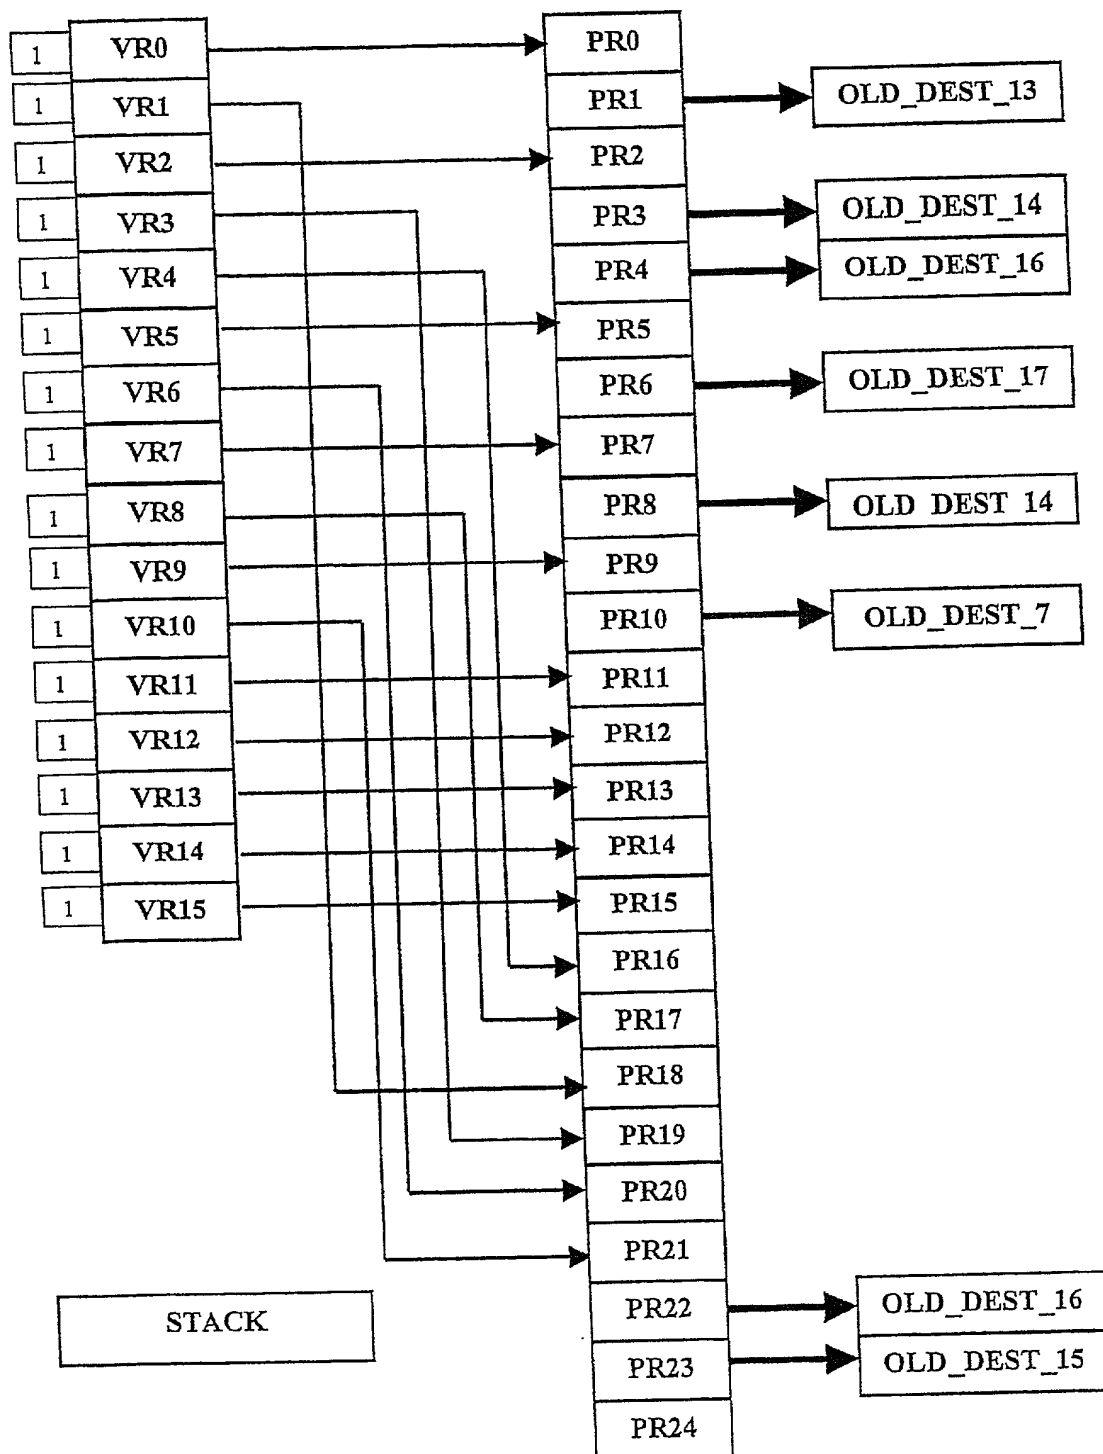 1 VR0 PR0
1 VR1 PR1 OLD_DEST_13
1 VR2 PR2
1 VR3 PR3 OLD_DEST_14
1 VR4 PR4 OLD_DEST_16
1 VR5 PR5
1 VR6 PR6 OLD_DEST_17
1 VR7 PR7
1 VR8 PR8 OLD DEST 14
1 VR9 PR9
1 VR10 PR10 OLD_DEST_7
1 VR11 PR11
1 VR12 PR12
1 VR13 PR13
1 VR14 PR14
1 VR15 PR15
PR16
PR17
PR18
PR19
PR20
PR21
STACK PR22 OLD_DEST_16
PR23 OLD_DEST_15
PR24